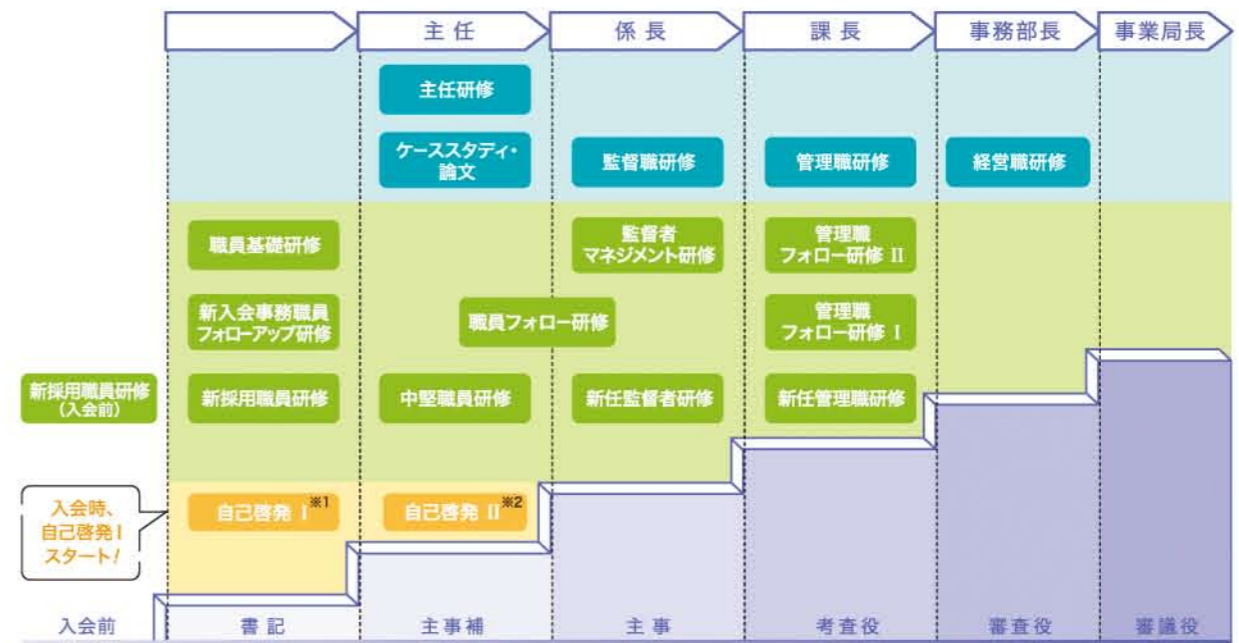 主任
係長
課長
事務部長
事業局長
主任研修
ケーススタディ・
論文
監督職研修
管理職研修
経営職研修
職員基礎研修
監督者
マネジメント研修
管理職
フォロー研修 II
新入会事務職員
フォローアップ研修
職員フォロー研修
管理職
フォロー研修 I
新採用職員研修
(入会前)
新採用職員研修
中堅職員研修
新任監督者研修
新任管理職研修
入会時、
自己啓発I
スタート!
自己啓発 I※1
自己啓発 II※2
入会前
書記
主事補
主事
考査役
審査役
審議役